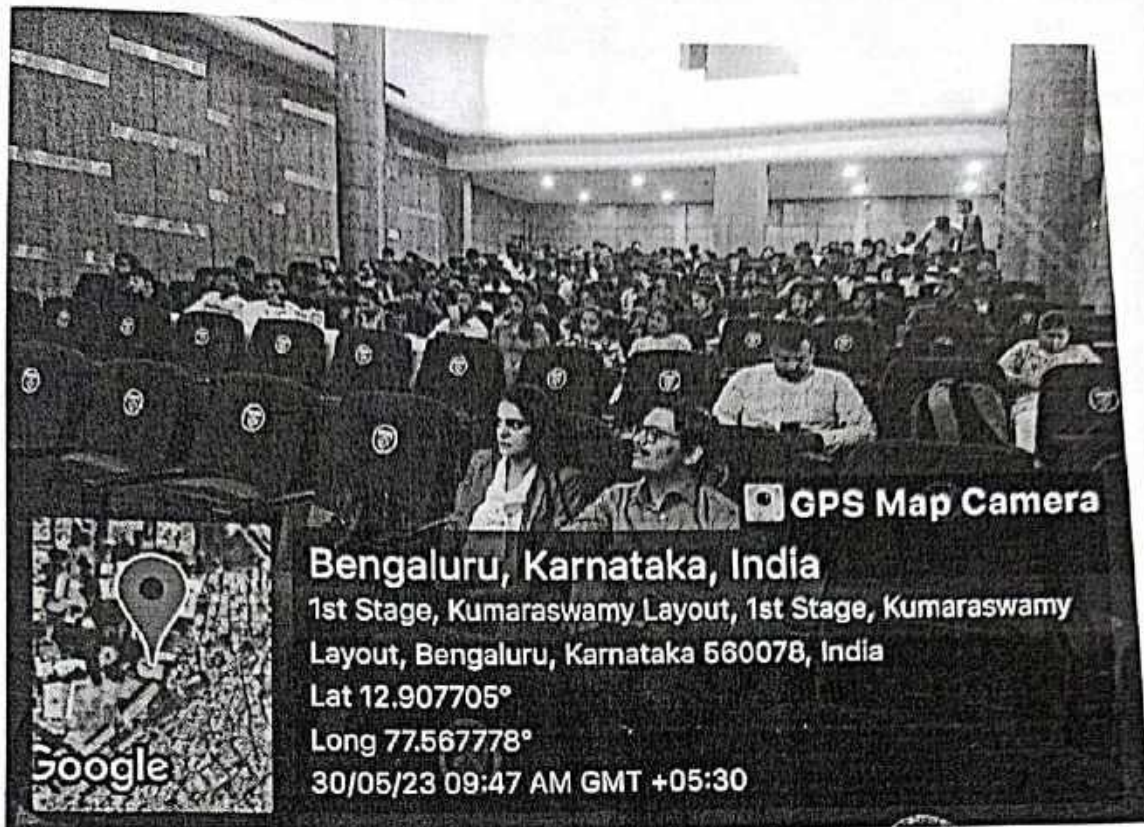 GPS Map Camera
Bengaluru, Karnataka, India
1st Stage, Kumaraswamy Layout, 1st Stage, Kumaraswamy
Layout, Bengaluru, Karnataka 560078, India
Lat 12.907705°
Long 77.567778°
30/05/23 09:47 AM GMT +05:30
Google